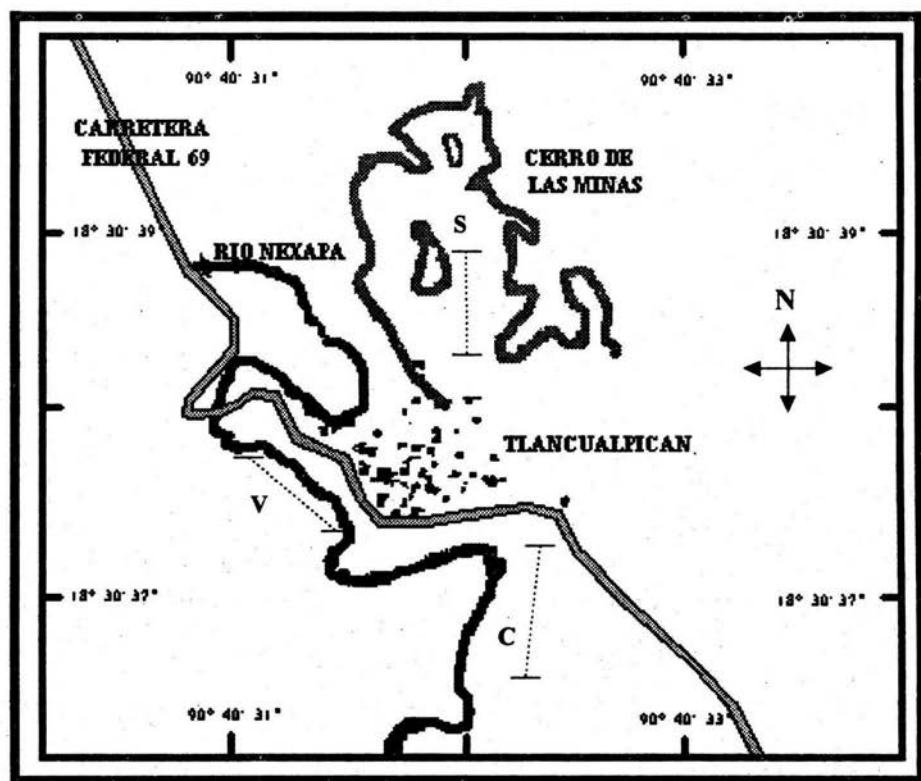 90° 40' 31"
90° 40' 33"
CARRETERA
FEDERAL 69
CERRO DE
LAS MINAS
S
18° 30' 39"
18° 30' 39"
RIO NEXAPA
N
TLANCUALPICAN
V
18° 30' 37"
18° 30' 37"
C
90° 40' 31"
90° 40' 33"